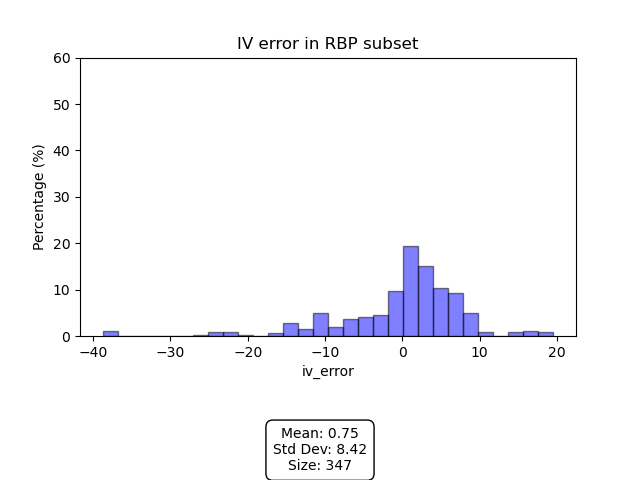 IV error in RBP subset
60
50
40
30
20
10
0
Percentage (%)
−40 −30 −20 −10 0 10 20
iv_error
Mean: 0.75
Std Dev: 8.42
Size: 347